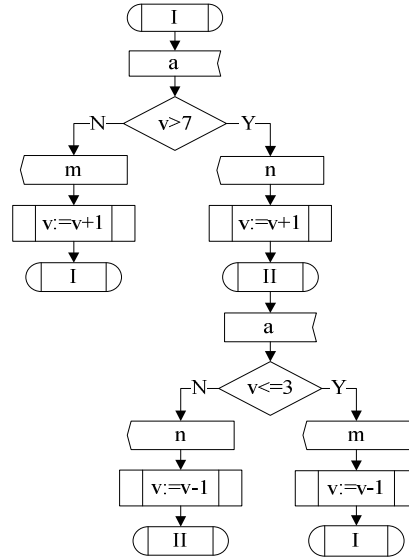 I
a
N v>7 Y
m n
v:=v+1 v:=v+1
I II
a
N v<=3 Y
n m
v:=v-1 v:=v-1
II I